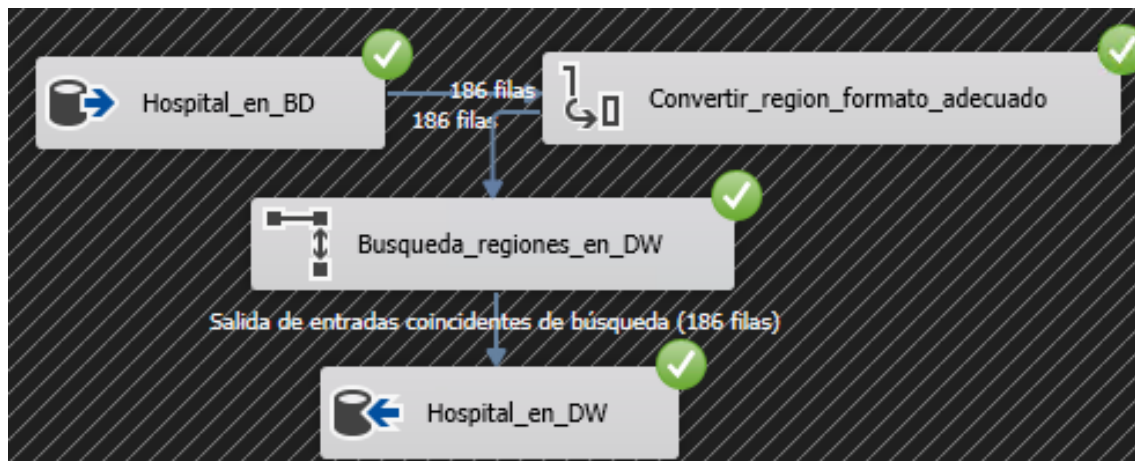 Hospital_en_BD
186 filas
Convertir_region_formato_adecuado
186 filas
Busqueda_regiones_en_DW
Salida de entradas coincidentes de búsqueda (186 filas)
Hospital_en_DW